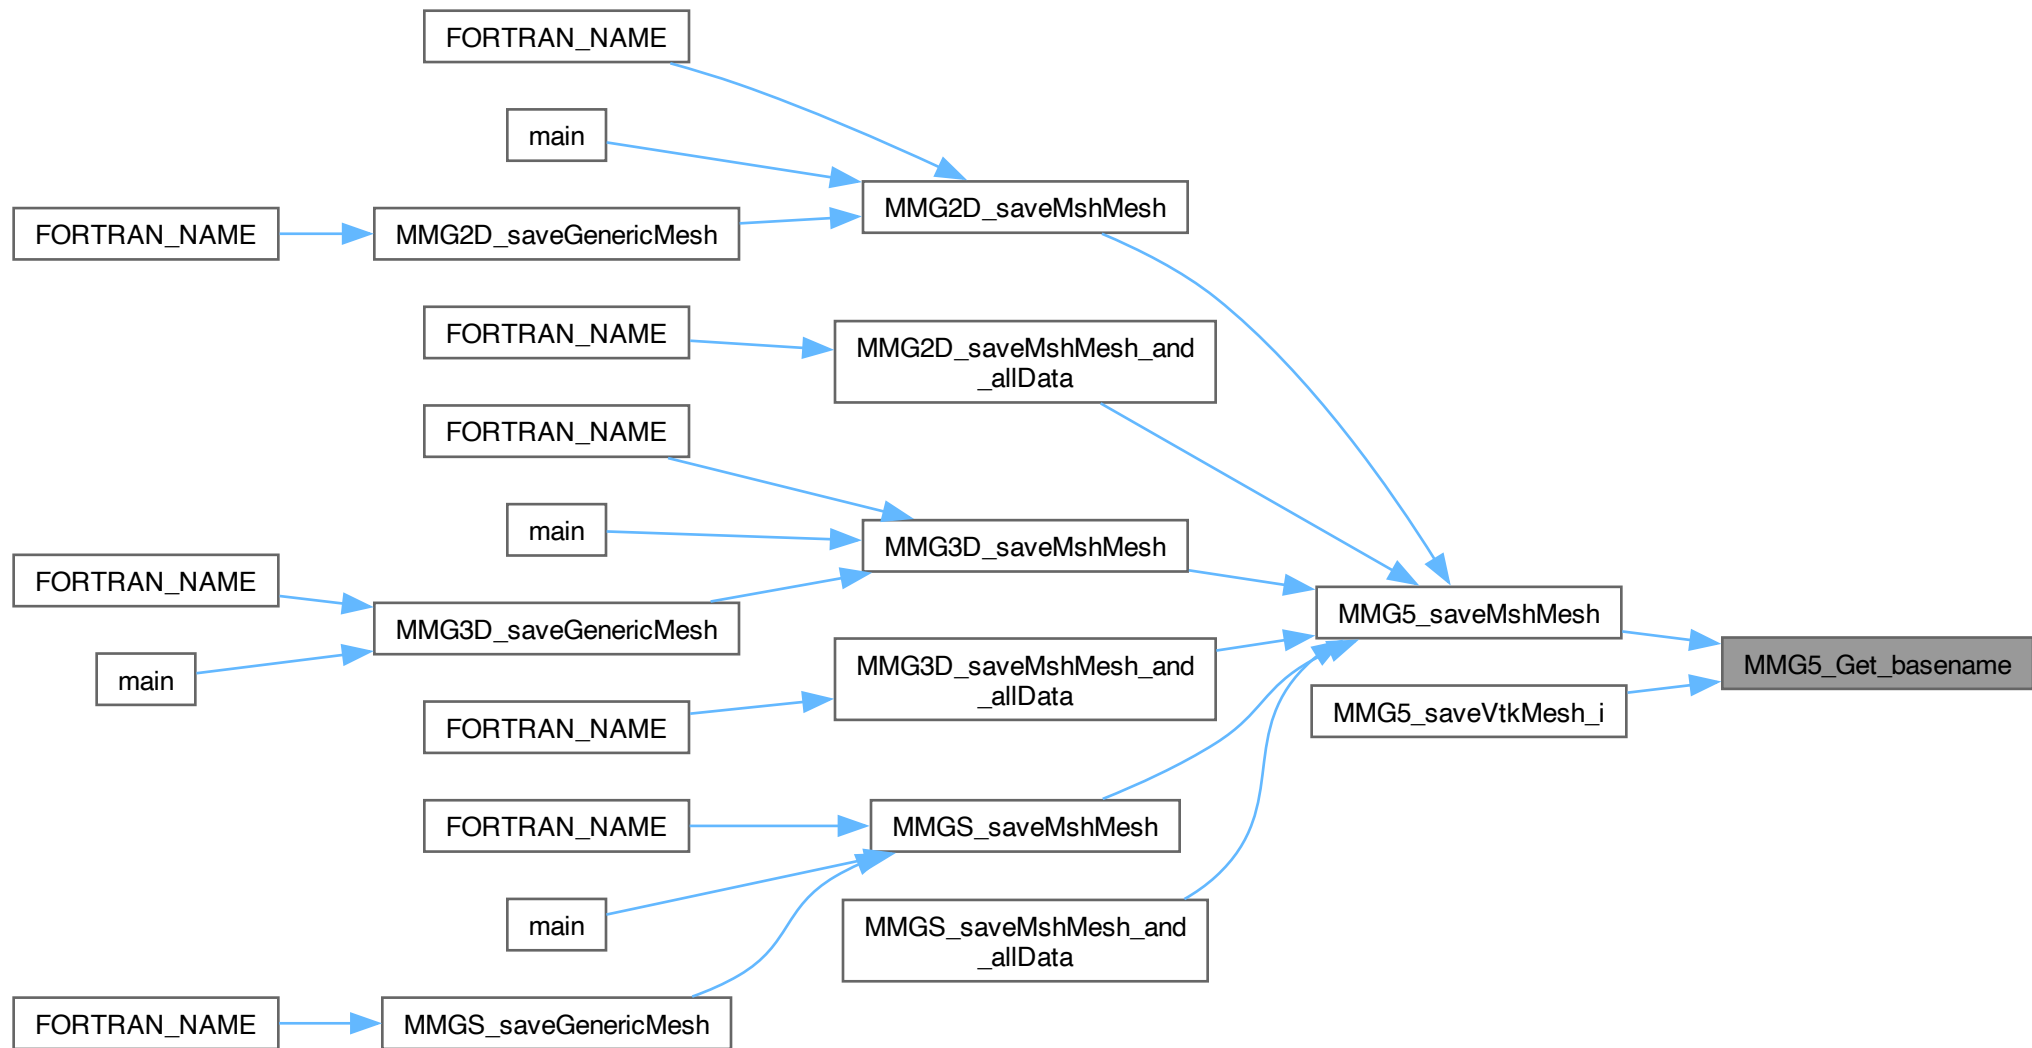 FORTRAN_NAME
main
MMG2D_saveMshMesh
FORTRAN_NAME
MMG2D_saveGenericMesh
FORTRAN_NAME
MMG2D_saveMshMesh_and
_allData
FORTRAN_NAME
main
MMG3D_saveMshMesh
FORTRAN_NAME
MMG3D_saveGenericMesh
MMG5_saveMshMesh
main
MMG3D_saveMshMesh_and
_allData
MMG5_Get_basename
FORTRAN_NAME
MMG5_saveVtkMesh_i
FORTRAN_NAME
MMGS_saveMshMesh
main
MMGS_saveMshMesh_and
_allData
FORTRAN_NAME
MMGS_saveGenericMesh